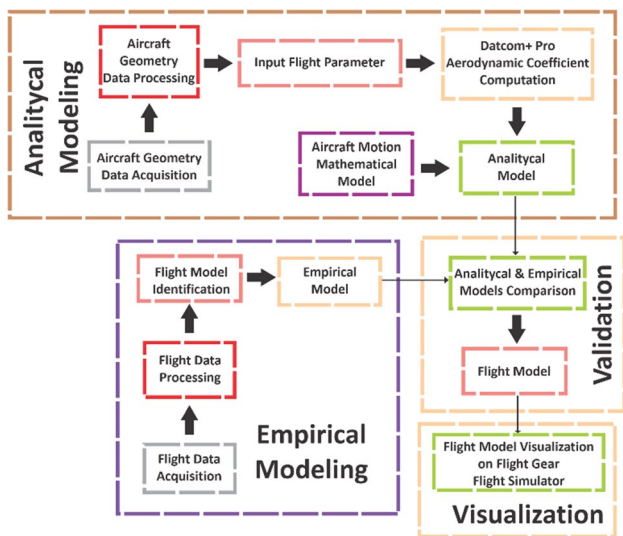 Analitycal
Modeling
Aircraft
Geometry
Data Processing
Input Flight Parameter
Datcom+ Pro
Aerodynamic Coefficient
Computation
Aircraft Geometry
Data Acquisition
Aircraft Motion
Mathematical
Model
Analitycal
Model
Flight Model
Identification
Empirical
Model
Flight Data
Processing
Flight Data
Acquisition
Empirical
Modeling
Analitycal & Empirical
Models Comparison
Flight Model
Validation
Flight Model Visualization
on Flight Gear
Flight Simulator
Visualization